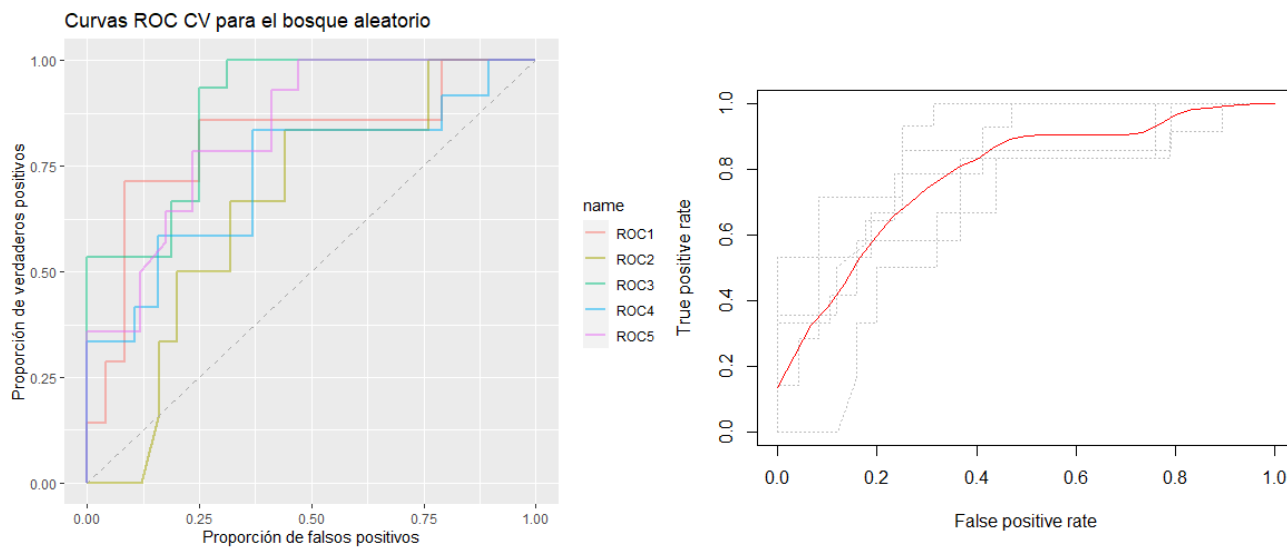 Curvas ROC CV para el bosque aleatorio
Proporción de verdaderos positivos
1.00
0.75
0.50
0.25
0.00
0.00 0.25 0.50 0.75 1.00
Proporción de falsos positivos
name
ROC1
ROC2
ROC3
ROC4
ROC5
True positive rate
1.0
0.8
0.6
0.4
0.2
0.0
0.0 0.2 0.4 0.6 0.8 1.0
False positive rate